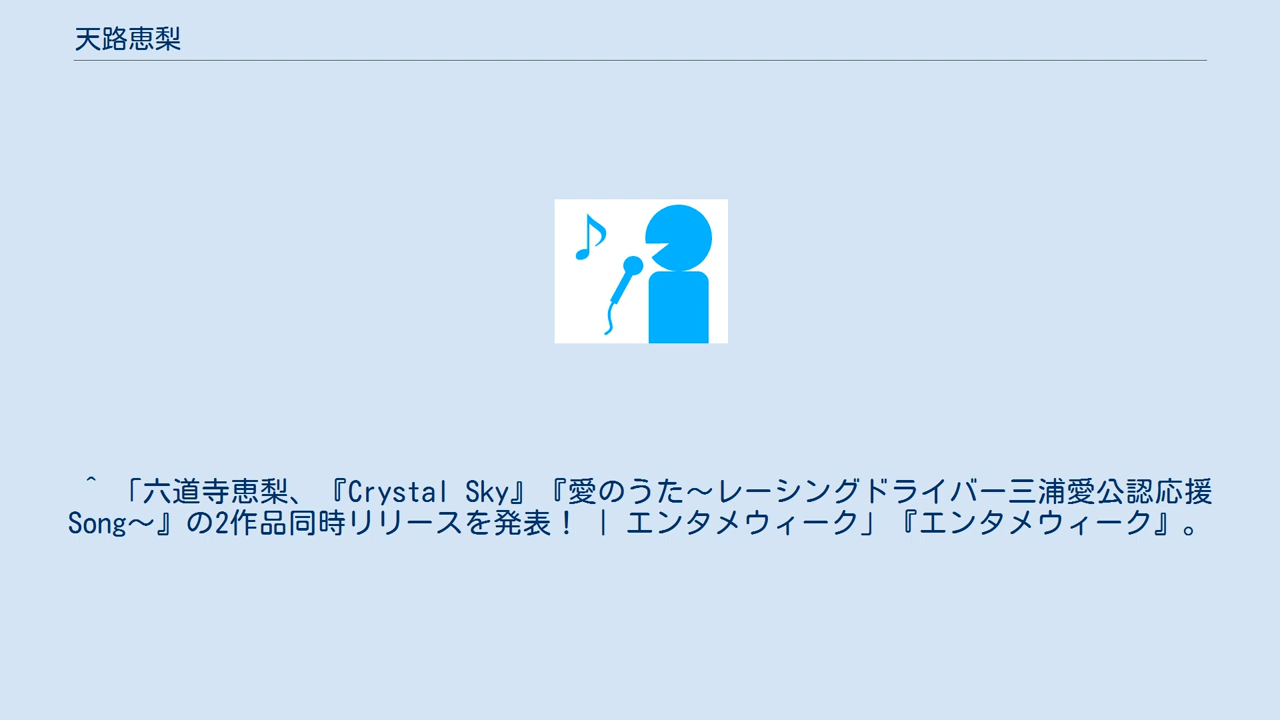 天路恵梨
^ 「六道寺恵梨、『Crystal Sky』『愛のうた～レーシングドライバー三浦愛公認応援
Song～』の2作品同時リリースを発表！ | エンタメウィーク」『エンタメウィーク』。